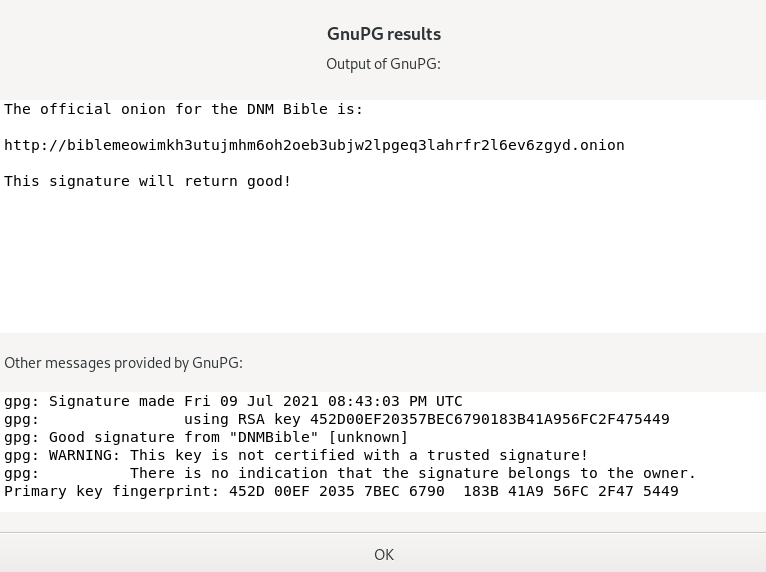 GnuPG results
Output of GnuPG:
The official onion for the DNM Bible is:
http://biblemeowimkh3utujmhm6oh2oeb3ubjw2lpgeq3lahrfr2l6ev6zgyd.onion
This signature will return good!
Other messages provided by GnuPG:
gpg: Signature made Fri 09 Jul 2021 08:43:03 PM UTC
gpg:                using RSA key 452D00EF20357BEC6790183B41A956FC2F475449
gpg: Good signature from "DNMBible" [unknown]
gpg: WARNING: This key is not certified with a trusted signature!
gpg:          There is no indication that the signature belongs to the owner.
Primary key fingerprint: 452D 00EF 2035 7BEC 6790  183B 41A9 56FC 2F47 5449
OK